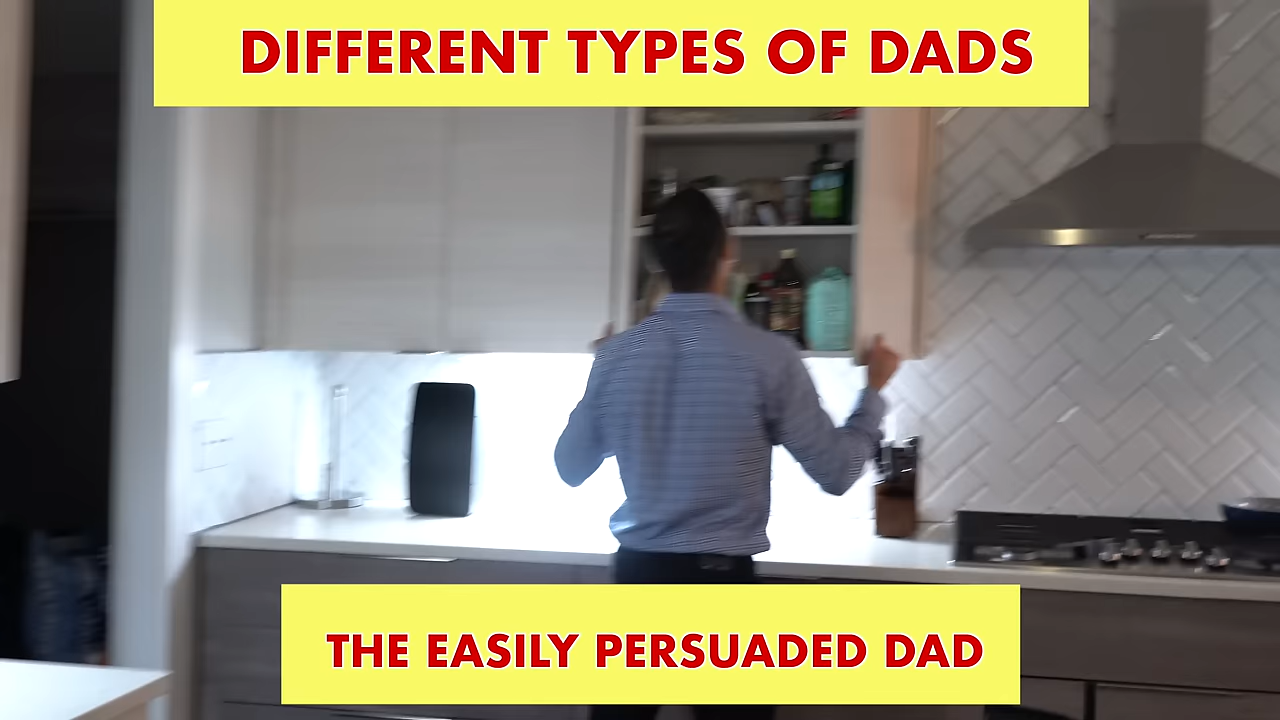 DIFFERENT TYPES OF DADS
THE EASILY PERSUADED DAD